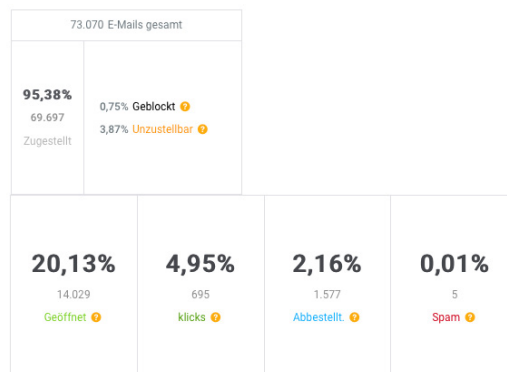 73.070 E-Mails gesamt
95,38%
69.697
Zugestellt
0,75% Geblockt ?
3,87% Unzustellbar ?
20,13%
14.029
Geöffnet ?
4,95%
695
klicks ?
2,16%
1.577
Abbestellt. ?
0,01%
5
Spam ?